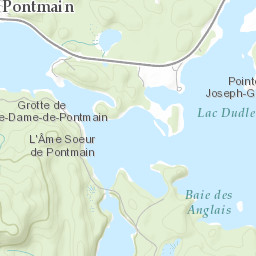 Pontmain
Pointe
Joseph-G
Grotte de
e-Dame-de-Pontmain
Lac Dudle
L'Âme Soeur
de Pontmain
Baie des
Anglais